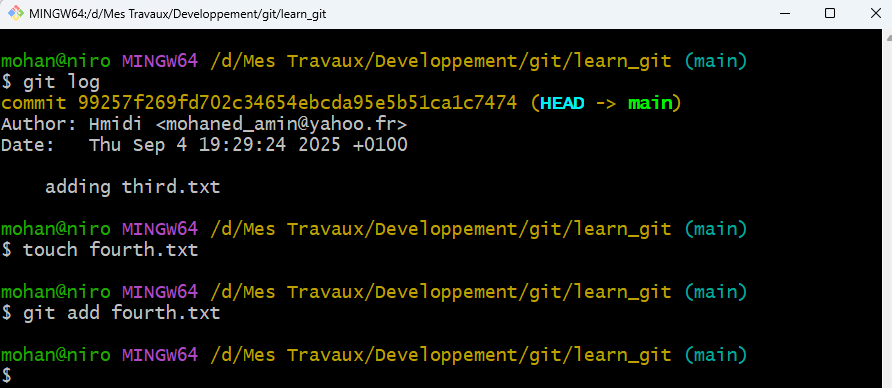 MINGW64:/d/Mes Travaux/Developpement/git/learn_git
mohan@niro MINGW64 /d/Mes Travaux/Developpement/git/learn_git (main)
$ git log
commit 99257f269fd702c34654ebcda95e5b51ca1c7474 (HEAD -> main)
Author: Hmidi <mohaned_amin@yahoo.fr>
Date:   Thu Sep 4 19:29:24 2025 +0100
    adding third.txt
mohan@niro MINGW64 /d/Mes Travaux/Developpement/git/learn_git (main)
$ touch fourth.txt
mohan@niro MINGW64 /d/Mes Travaux/Developpement/git/learn_git (main)
$ git add fourth.txt
mohan@niro MINGW64 /d/Mes Travaux/Developpement/git/learn_git (main)
$